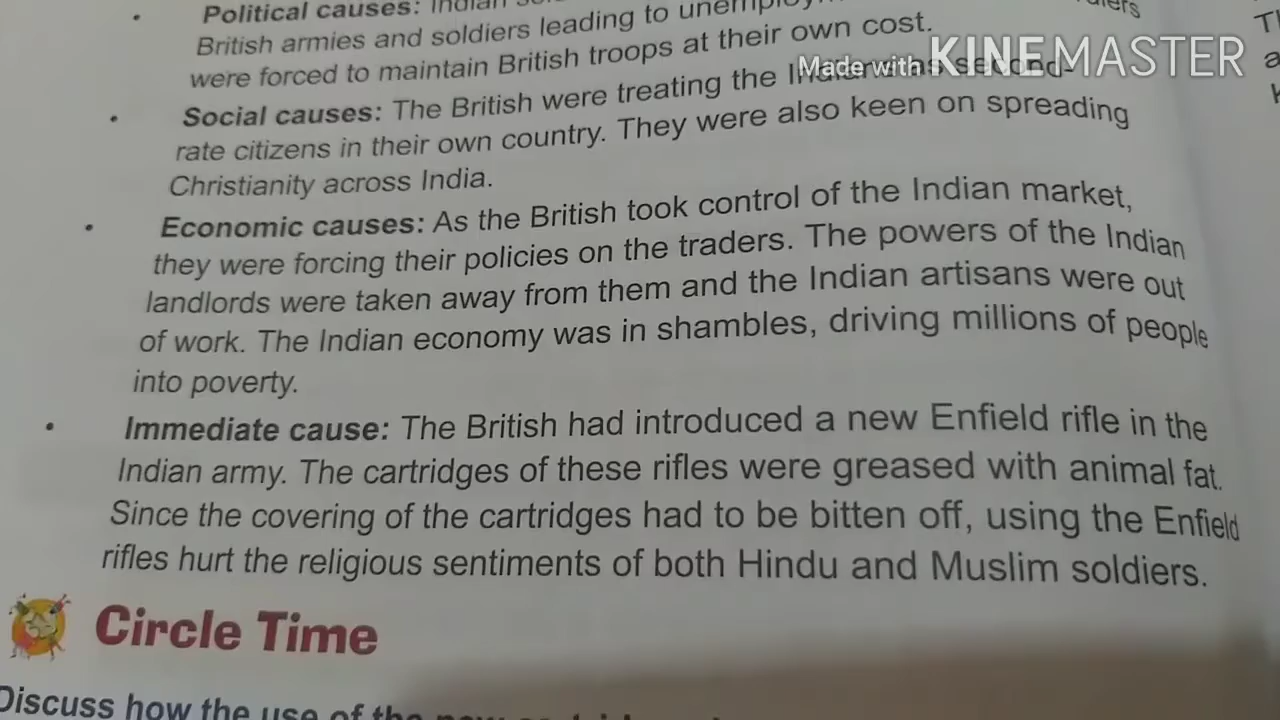 Political causes: Indian
British armies and soldiers leading to
were forced to maintain British troops at their own cost.
Made with KINEMASTER
Social causes: The British were treating the second-
rate citizens in their own country. They were also keen on spreading
Christianity across India.
Economic causes: As the British took control of the Indian market,
they were forcing their policies on the traders. The powers of the Indian
landlords were taken away from them and the Indian artisans were out
of work. The Indian economy was in shambles, driving millions of people
into poverty.
Immediate cause: The British had introduced a new Enfield rifle in the
Indian army. The cartridges of these rifles were greased with animal fat.
Since the covering of the cartridges had to be bitten off, using the Enfield
rifles hurt the religious sentiments of both Hindu and Muslim soldiers.
Circle Time
Discuss how the use of the new